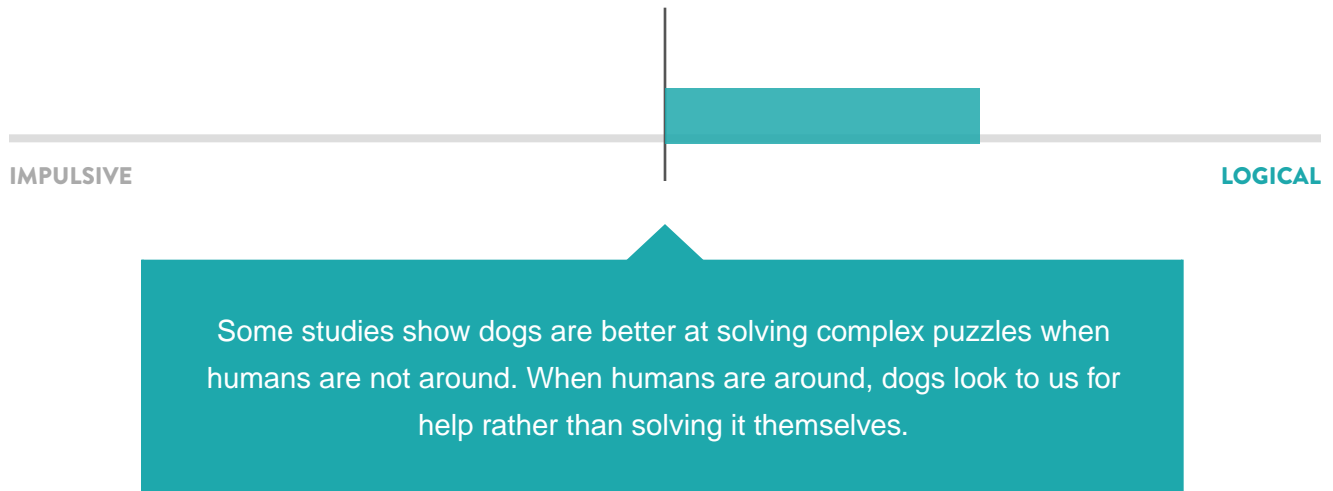 IMPULSIVE
LOGICAL
Some studies show dogs are better at solving complex puzzles when
humans are not around. When humans are around, dogs look to us for
help rather than solving it themselves.